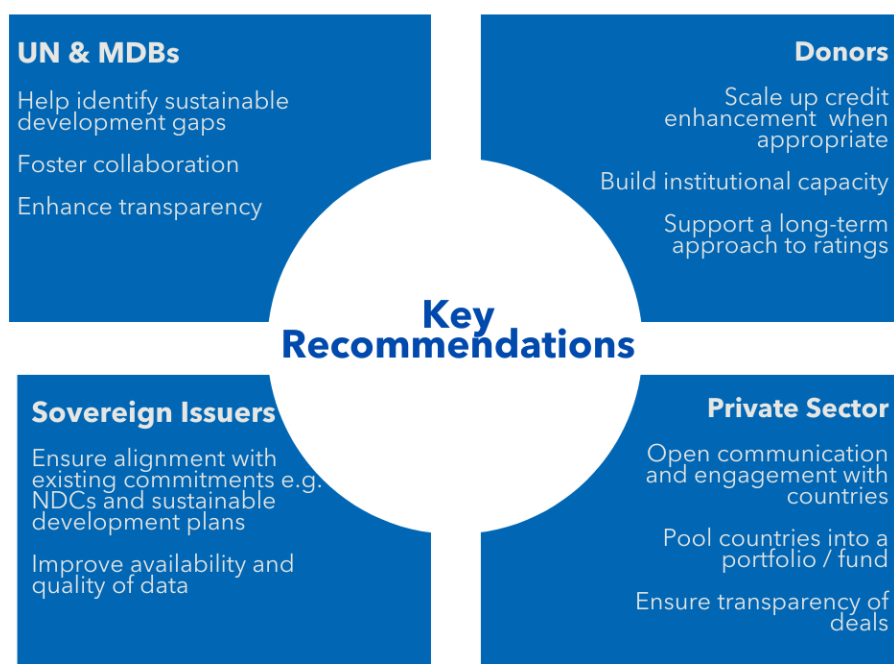 UN & MDBs
Help identify sustainable
development gaps
Foster collaboration
Enhance transparency
Donors
Scale up credit
enhancement when
appropriate
Build institutional capacity
Support a long-term
approach to ratings
Key
Recommendations
Sovereign Issuers
Ensure alignment with
existing commitments e.g.
NDCs and sustainable
development plans
Improve availability and
quality of data
Private Sector
Open communication
and engagement with
countries
Pool countries into a
portfolio / fund
Ensure transparency of
deals